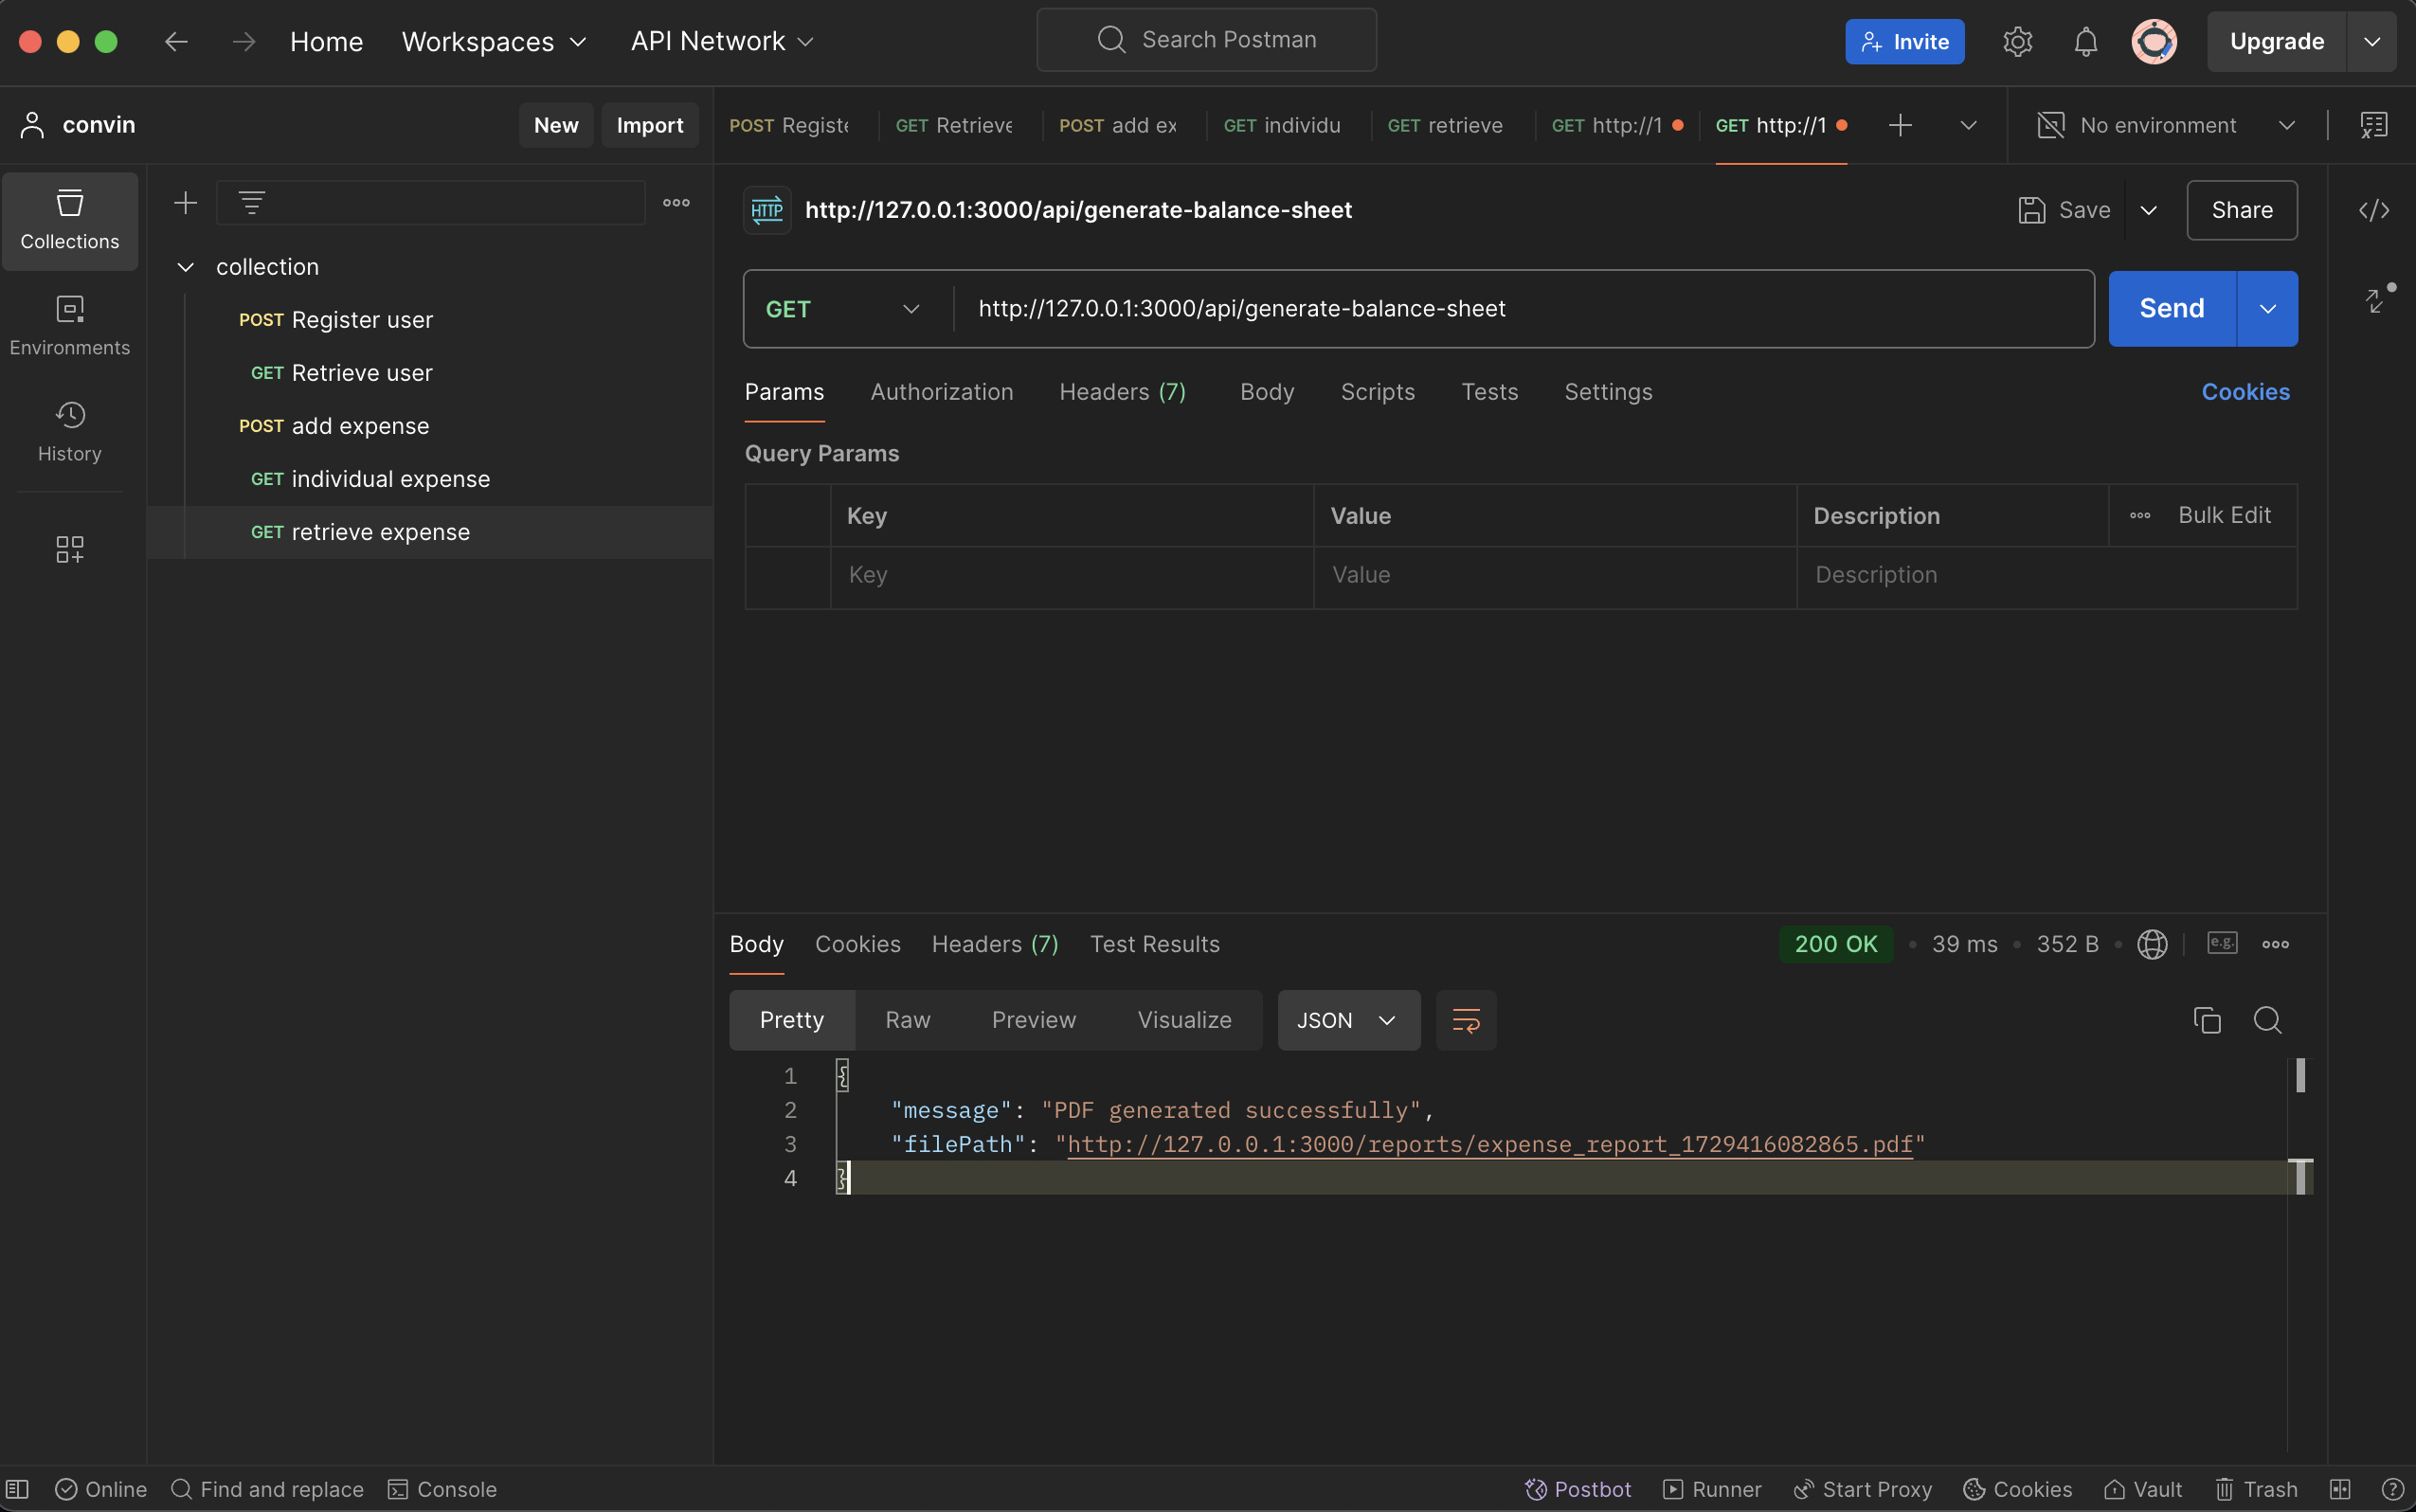 Home Workspaces API Network Search Postman Invite Upgrade
convin New Import POST Registe GET Retrieve POST add ex GET individu GET retrieve GET http://1 GET http://1 No environment
Collections
Environments
History
collection
POST Register user
GET Retrieve user
POST add expense
GET individual expense
GET retrieve expense
HTTP http://127.0.0.1:3000/api/generate-balance-sheet Save Share
GET http://127.0.0.1:3000/api/generate-balance-sheet Send
Params Authorization Headers (7) Body Scripts Tests Settings Cookies
Query Params
Key Value Description Bulk Edit
Key Value Description
Body Cookies Headers (7) Test Results 200 OK 39 ms 352 B e.g.
Pretty Raw Preview Visualize JSON
1 {
2 "message": "PDF generated successfully",
3 "filePath": "http://127.0.0.1:3000/reports/expense_report_1729416082865.pdf"
4 }
Online Find and replace Console Postbot Runner Start Proxy Cookies Vault Trash